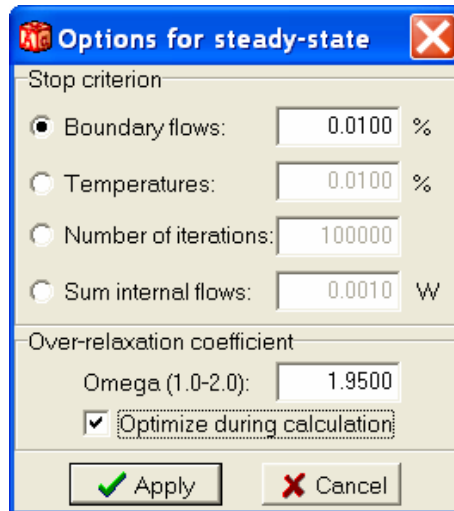 Options for steady-state
Stop criterion
Boundary flows: 0.0100 %
Temperatures: 0.0100 %
Number of iterations: 100000
Sum internal flows: 0.0010 W
Over-relaxation coefficient
Omega (1.0-2.0): 1.9500
Optimize during calculation
Apply Cancel